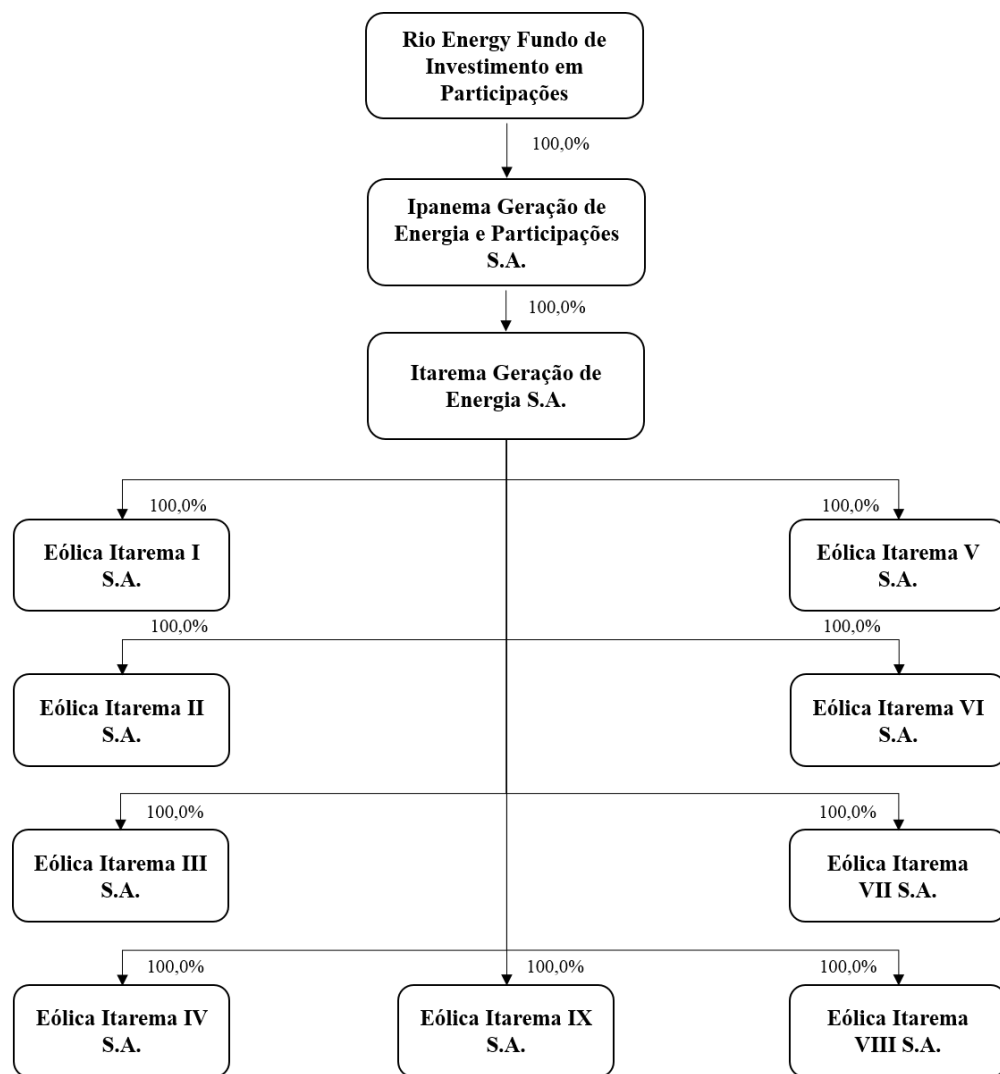 Rio Energy Fundo de
Investimento em
Participações
100,0%
Ipanema Geração de
Energia e Participações
S.A.
100,0%
Itarema Geração de
Energia S.A.
100,0%
100,0%
Eólica Itarema I
S.A.
Eólica Itarema V
S.A.
100,0%
100,0%
Eólica Itarema II
S.A.
Eólica Itarema VI
S.A.
100,0%
100,0%
Eólica Itarema III
S.A.
Eólica Itarema
VII S.A.
100,0%
100,0%
100,0%
Eólica Itarema IV
S.A.
Eólica Itarema IX
S.A.
Eólica Itarema
VIII S.A.